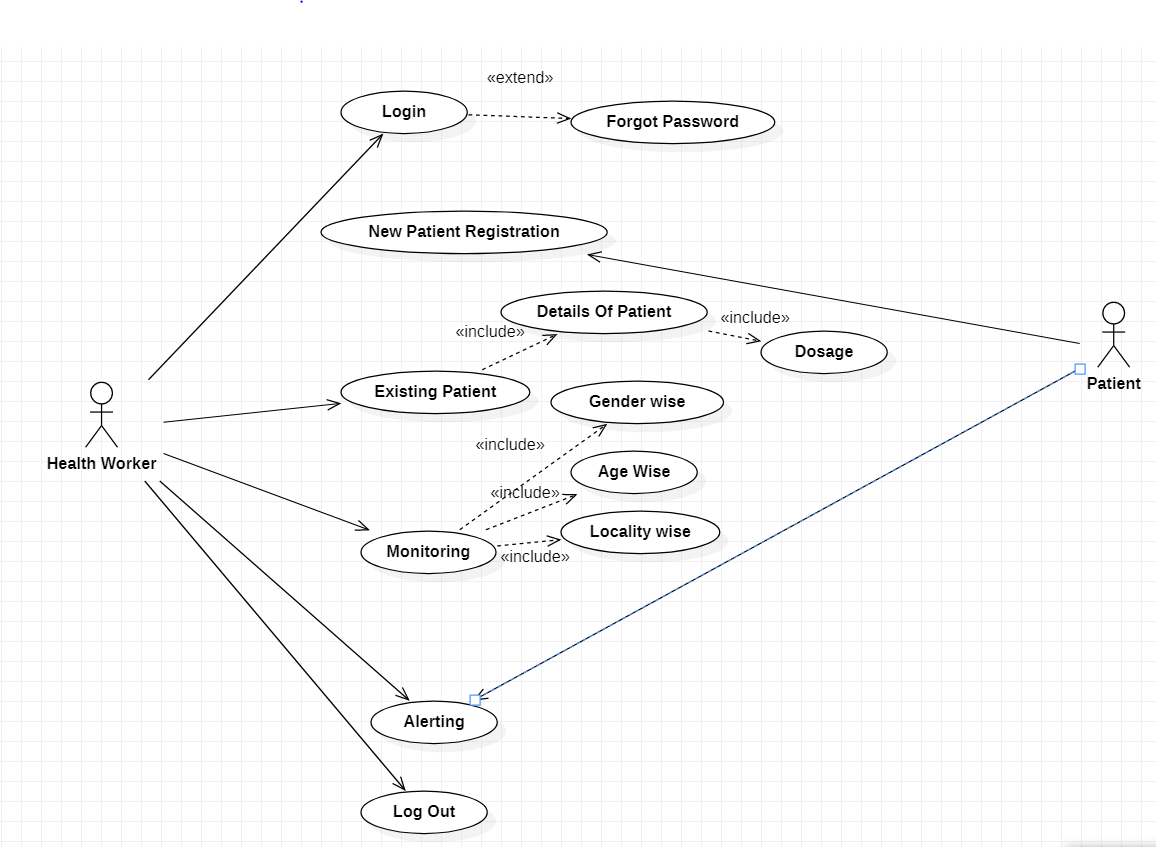 «extend»
Login
Forgot Password
New Patient Registration
Details Of Patient
«include»
«include»
Dosage
Patient
Existing Patient
Gender wise
«include»
Health Worker
Age Wise
«include»
Locality wise
Monitoring
«include»
Alerting
Log Out